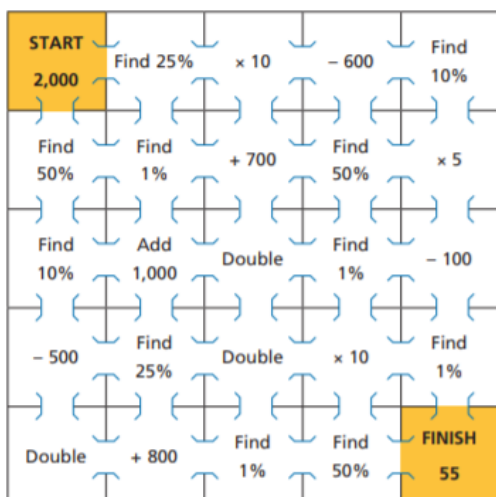 START
2,000
Find 25%
× 10
− 600
Find
10%
Find
50%
Find
1%
+ 700
Find
50%
× 5
Find
10%
Add
1,000
Double
Find
1%
− 100
− 500
Find
25%
Double
× 10
Find
1%
Double
+ 800
Find
1%
Find
50%
FINISH
55